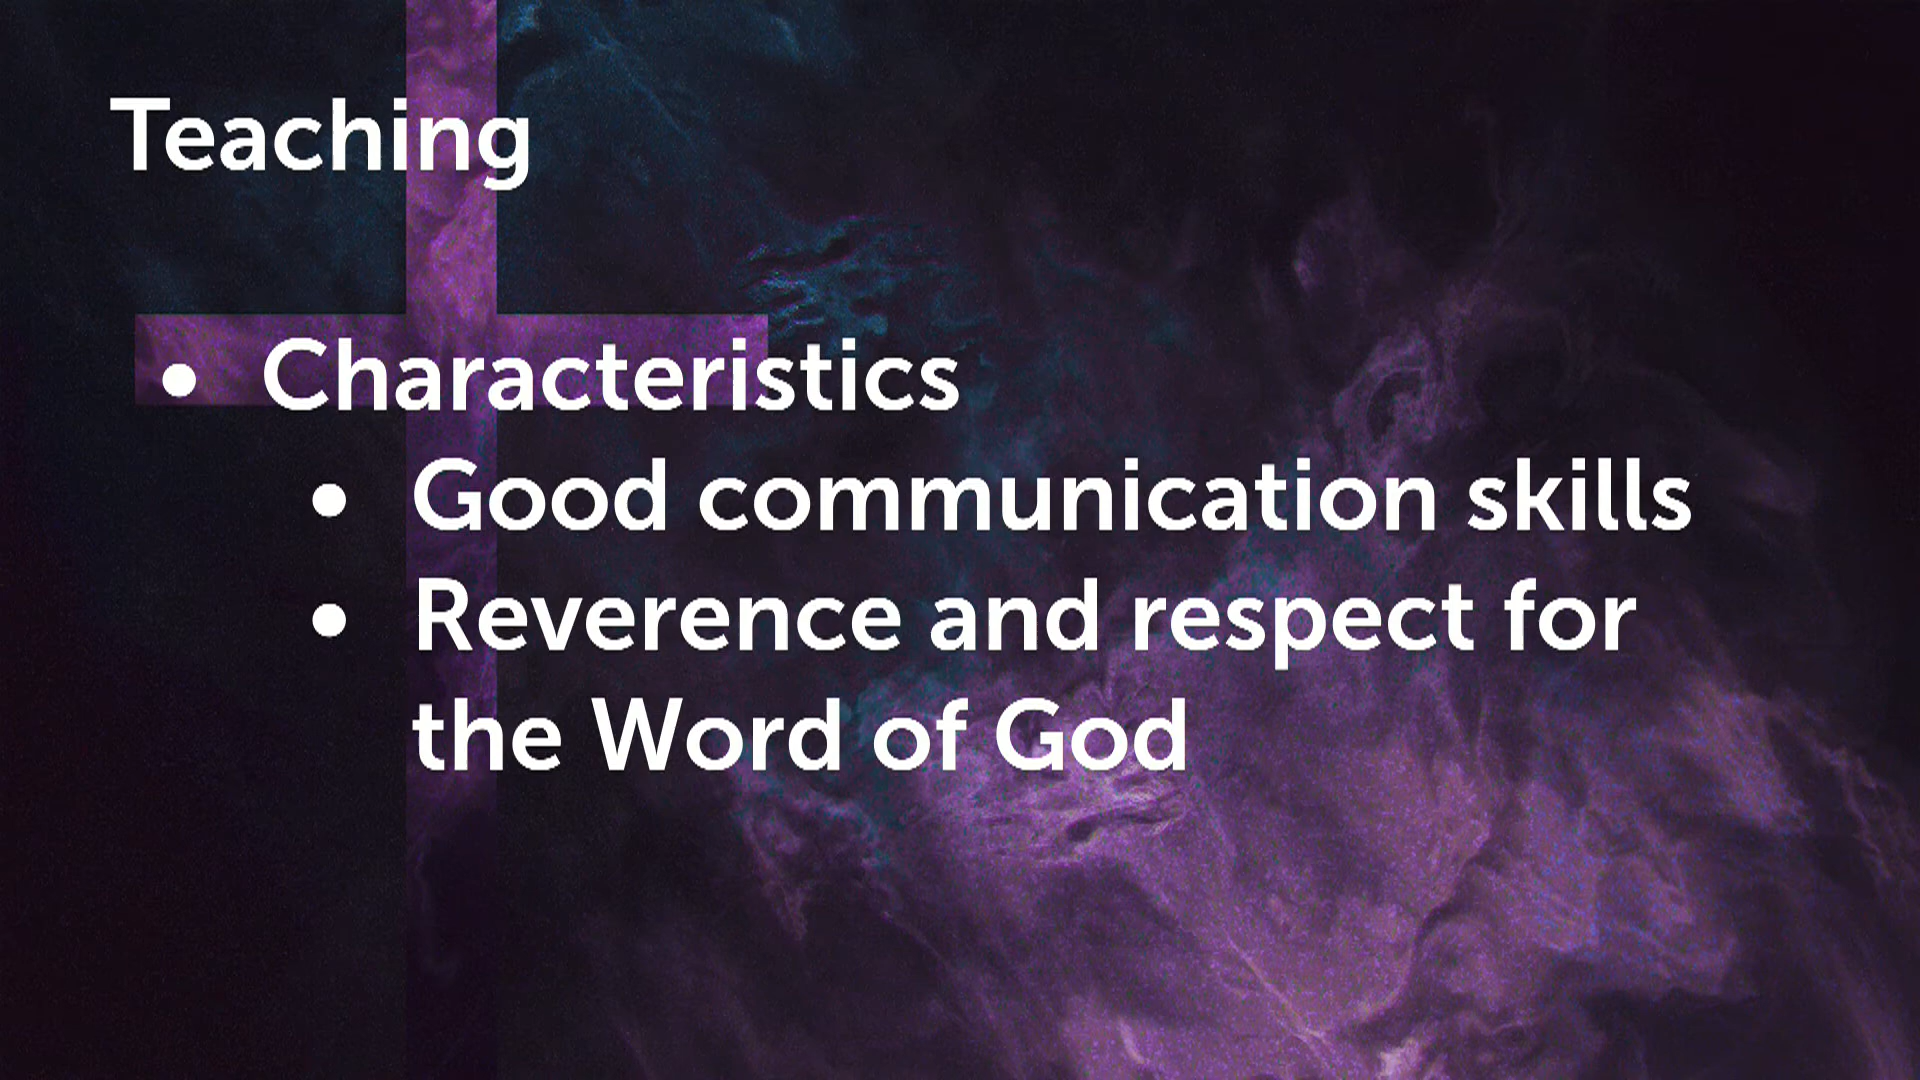 Teaching
• Characteristics
• Good communication skills
• Reverence and respect for
the Word of God